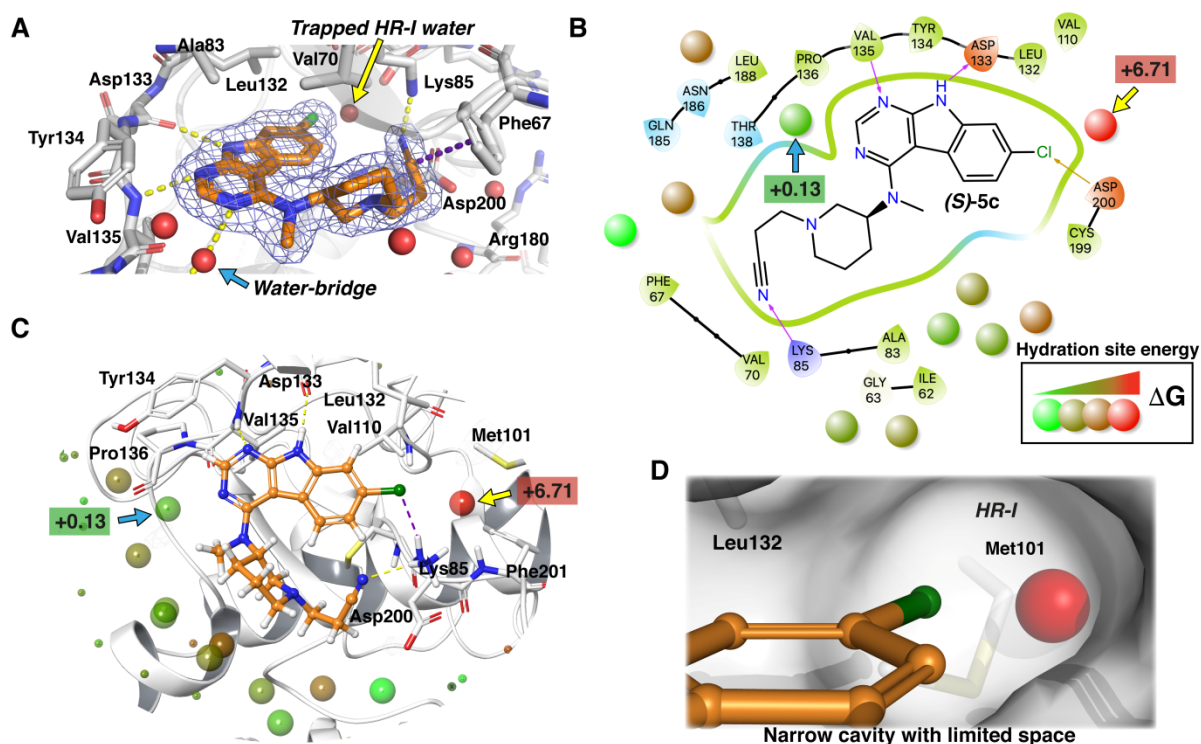 A
Trapped HR-I water
Ala83
Val70
Lys85
Asp133
Leu132
Phe67
Tyr134
Asp200
Val135
Arg180
Water-bridge
B
VAL
135
TYR
134
ASP
133
LEU
132
VAL
110
PRO
136
LEU
188
ASN
186
GLN
185
THR
138
+6.71
+0.13
N
N
H
N
N
N
N
Cl
(S)-5c
ASP
200
CYS
199
PHE
67
VAL
70
LYS
85
ALA
83
GLY
63
ILE
62
Hydration site energy
ΔG
C
Tyr134
Asp133
Leu132
Val135
Val110
Pro136
Met101
+0.13
+6.71
Lys85
Phe201
Asp200
D
HR-I
Leu132
Met101
Narrow cavity with limited space